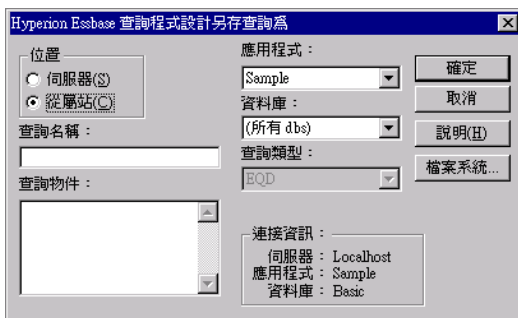 Hyperion Essbase 查詢程式設計另存查詢為
位置
伺服器(S)
從屬站(C)
查詢名稱：
查詢物件：
應用程式：
Sample
資料庫：
(所有 dbs)
查詢類型：
EQD
連接資訊：
伺服器： Localhost
應用程式： Sample
資料庫： Basic
確定
取消
說明(H)
檔案系統...